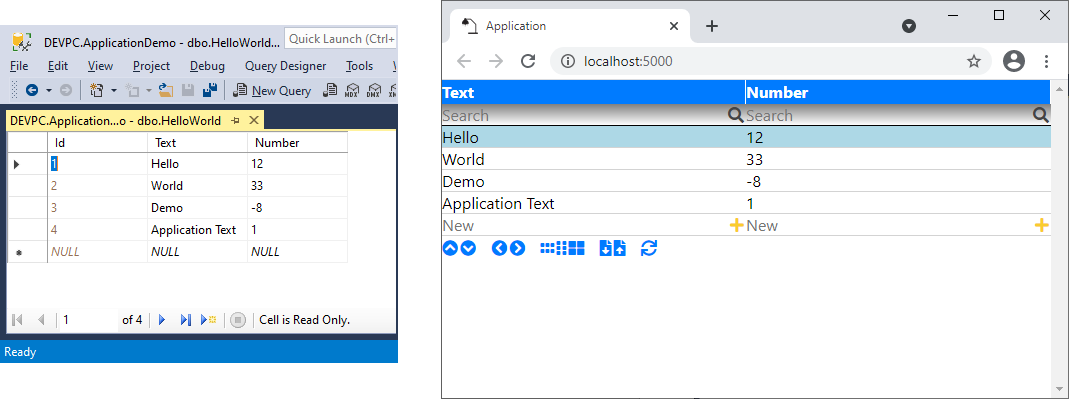 DEVPC.ApplicationDemo - dbo.HelloWorld...
Quick Launch (Ctrl+
File Edit View Project Debug Query Designer Tools
New Query
DEVPC.Application...o - dbo.HelloWorld
Id Text Number
1 Hello 12
2 World 33
3 Demo -8
4 Application Text 1
NULL NULL NULL
1 of 4 Cell is Read Only.
Ready
Application
localhost:5000
Text Number
Search Search
Hello 12
World 33
Demo -8
Application Text 1
New New